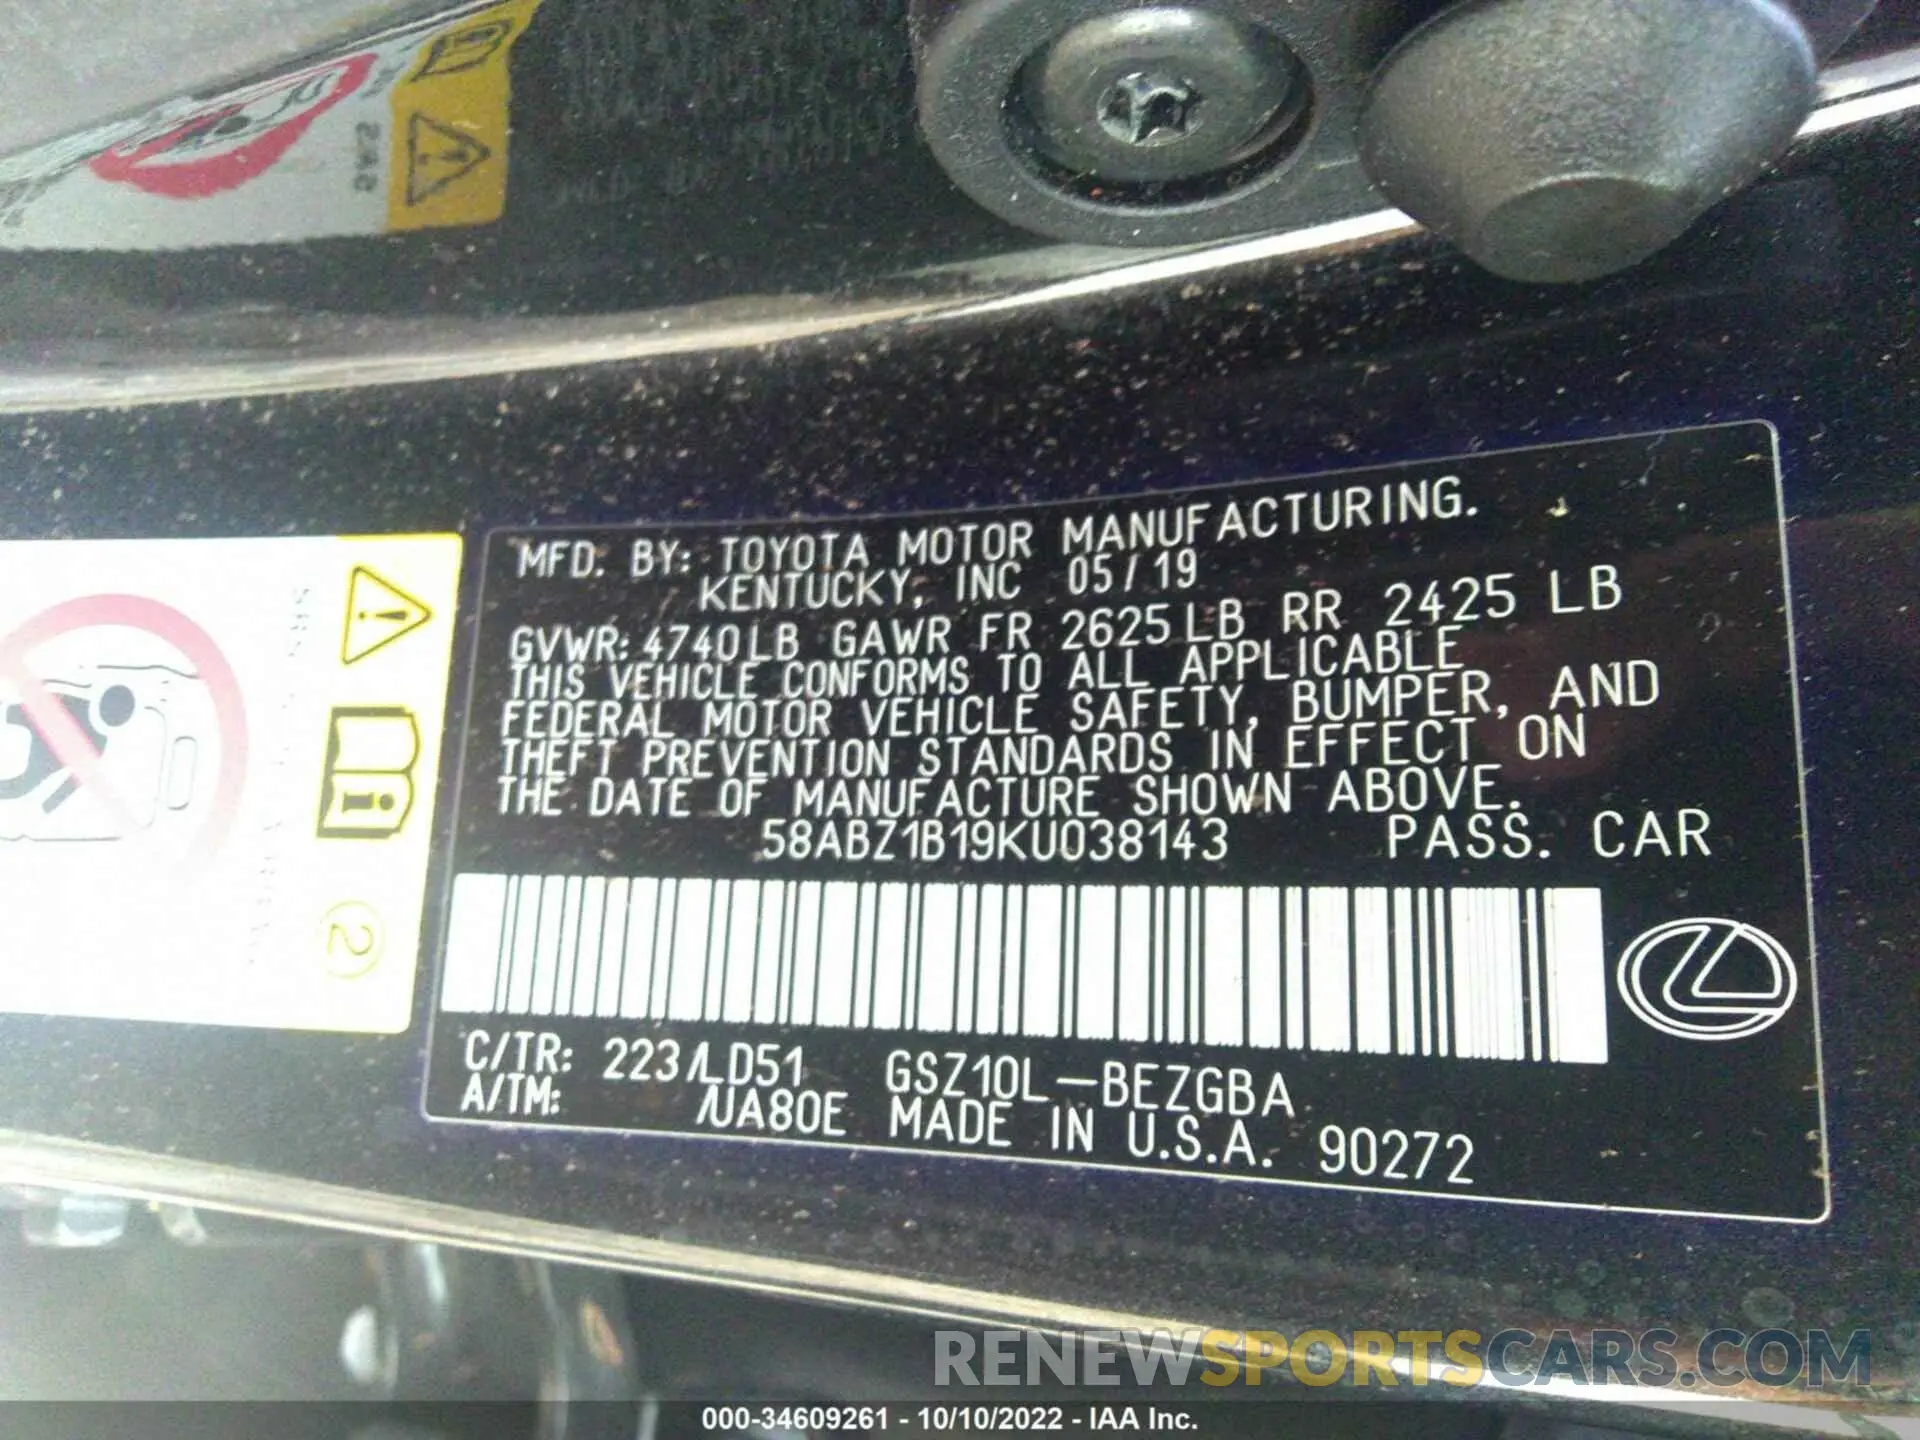 MFD. BY: TOYOTA MOTOR MANUFACTURING.
KENTUCKY, INC 05/19
GVWR: 4740LB GAWR FR 2625LB RR 2425 LB
THIS VEHICLE CONFORMS TO ALL APPLICABLE
FEDERAL MOTOR VEHICLE SAFETY, BUMPER, AND
THEFT PREVENTION STANDARDS IN EFFECT ON
THE DATE OF MANUFACTURE SHOWN ABOVE.
58ABZ1B19KU038143 PASS. CAR
C/TR: 223/LD51 GSZ10L-BEZGBA
A/TM: /UA80E MADE IN U.S.A. 90272
2
RENEWSPORTSCARS.COM
000-34609261 - 10/10/2022 - IAA Inc.